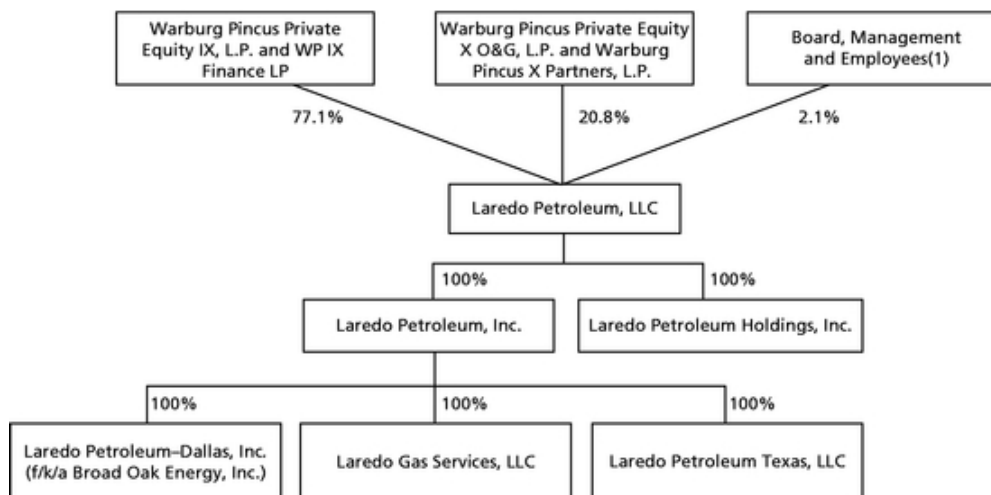 Warburg Pincus Private
Equity IX, L.P. and WP IX
Finance LP
Warburg Pincus Private Equity
X O&G, L.P. and Warburg
Pincus X Partners, L.P.
Board, Management
and Employees(1)
77.1%
20.8%
2.1%
Laredo Petroleum, LLC
100%
100%
Laredo Petroleum, Inc.
Laredo Petroleum Holdings, Inc.
100%
100%
100%
Laredo Petroleum–Dallas, Inc.
(f/k/a Broad Oak Energy, Inc.)
Laredo Gas Services, LLC
Laredo Petroleum Texas, LLC